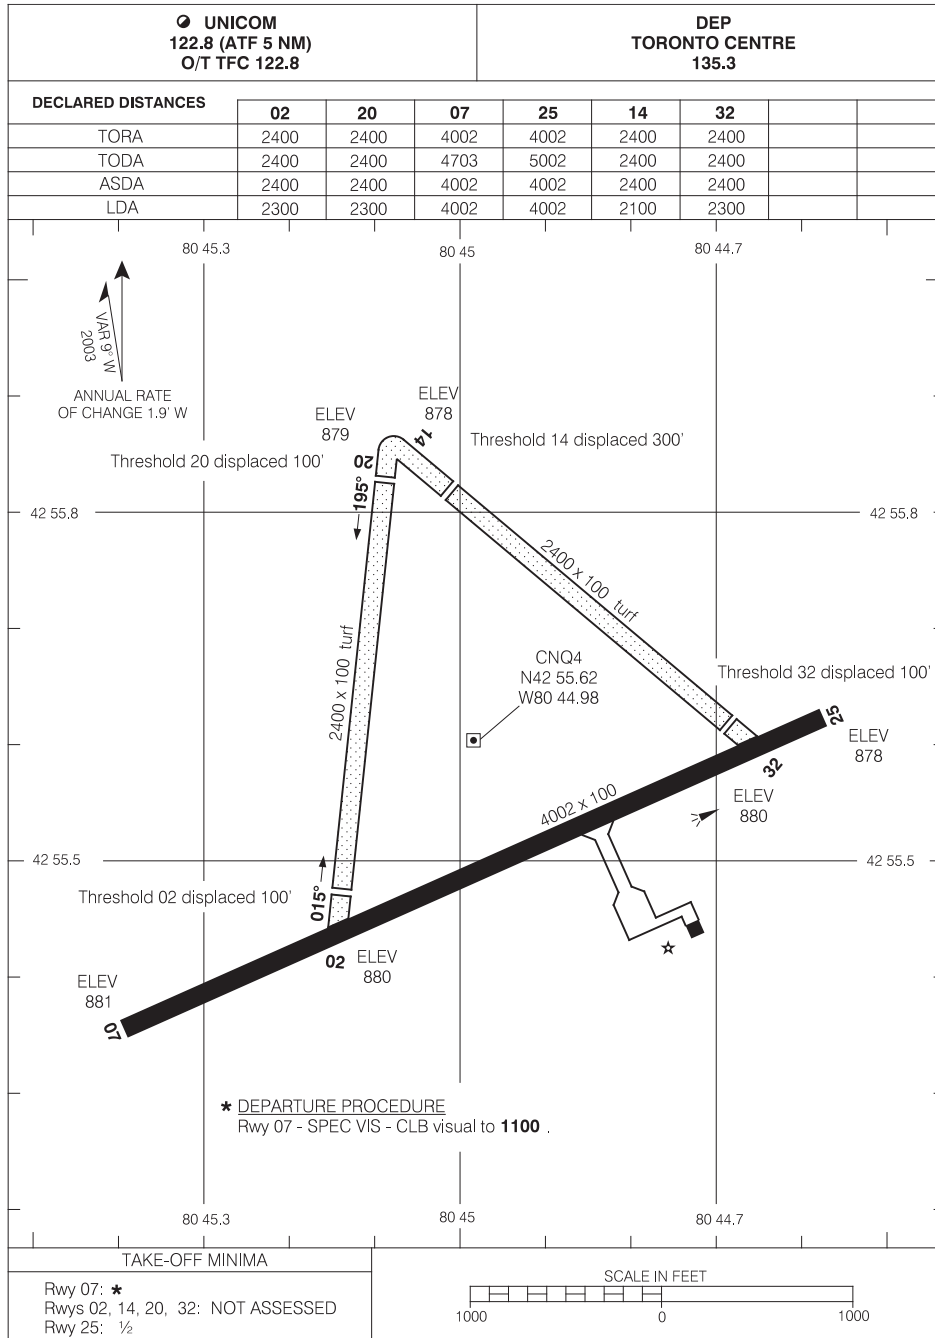 UNICOM
122.8 (ATF 5 NM)
O/T TFC 122.8
DEP
TORONTO CENTRE
135.3
DECLARED DISTANCES 02 20 07 25 14 32
TORA 2400 2400 4002 4002 2400 2400
TODA 2400 2400 4703 5002 2400 2400
ASDA 2400 2400 4002 4002 2400 2400
LDA 2300 2300 4002 4002 2100 2300
80 45.3 80 45 80 44.7
VAR 9° W
2003
ANNUAL RATE
OF CHANGE 1.9' W
ELEV
879
ELEV
878
14
Threshold 14 displaced 300'
Threshold 20 displaced 100'
20
195°
42 55.8 42 55.8
2400 x 100 turf
2400 x 100 turf
CNQ4
N42 55.62
W80 44.98
Threshold 32 displaced 100'
25
ELEV
878
32
ELEV
880
4002 x 100
42 55.5 42 55.5
Threshold 02 displaced 100'
015°
02
ELEV
880
ELEV
881
07
* DEPARTURE PROCEDURE
Rwy 07 - SPEC VIS - CLB visual to 1100 .
80 45.3 80 45 80 44.7
TAKE-OFF MINIMA
Rwy 07: *
Rwys 02, 14, 20, 32: NOT ASSESSED
Rwy 25: ½
SCALE IN FEET
1000 0 1000